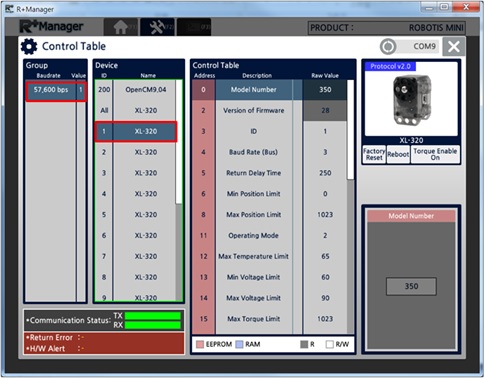 R+Manager
R+Manager
PRODUCT : ROBOTIS MINI
Control Table
COM9
Group
Baudrate Value
57,600 bps 1
Device
ID Name
200 OpenCM9.04
All XL-320
1 XL-320
2 XL-320
3 XL-320
4 XL-320
5 XL-320
6 XL-320
7 XL-320
8 XL-320
9 XL-320
Control Table
Address Description Raw Value
0 Model Number 350
2 Version of Firmware 28
3 ID 1
4 Baud Rate (Bus) 3
5 Return Delay Time 250
6 Min Position Limit 0
8 Max Position Limit 1023
11 Operating Mode 2
12 Max Temperature Limit 65
13 Min Voltage Limit 60
14 Max Voltage Limit 90
15 Max Torque Limit 1023
EEPROM RAM R R/W
Protocol v2.0
XL-320
Factory Reset Reboot Torque Enable On
Model Number
350
•Communication Status: TX
RX
•Return Error : -
•H/W Alert : -